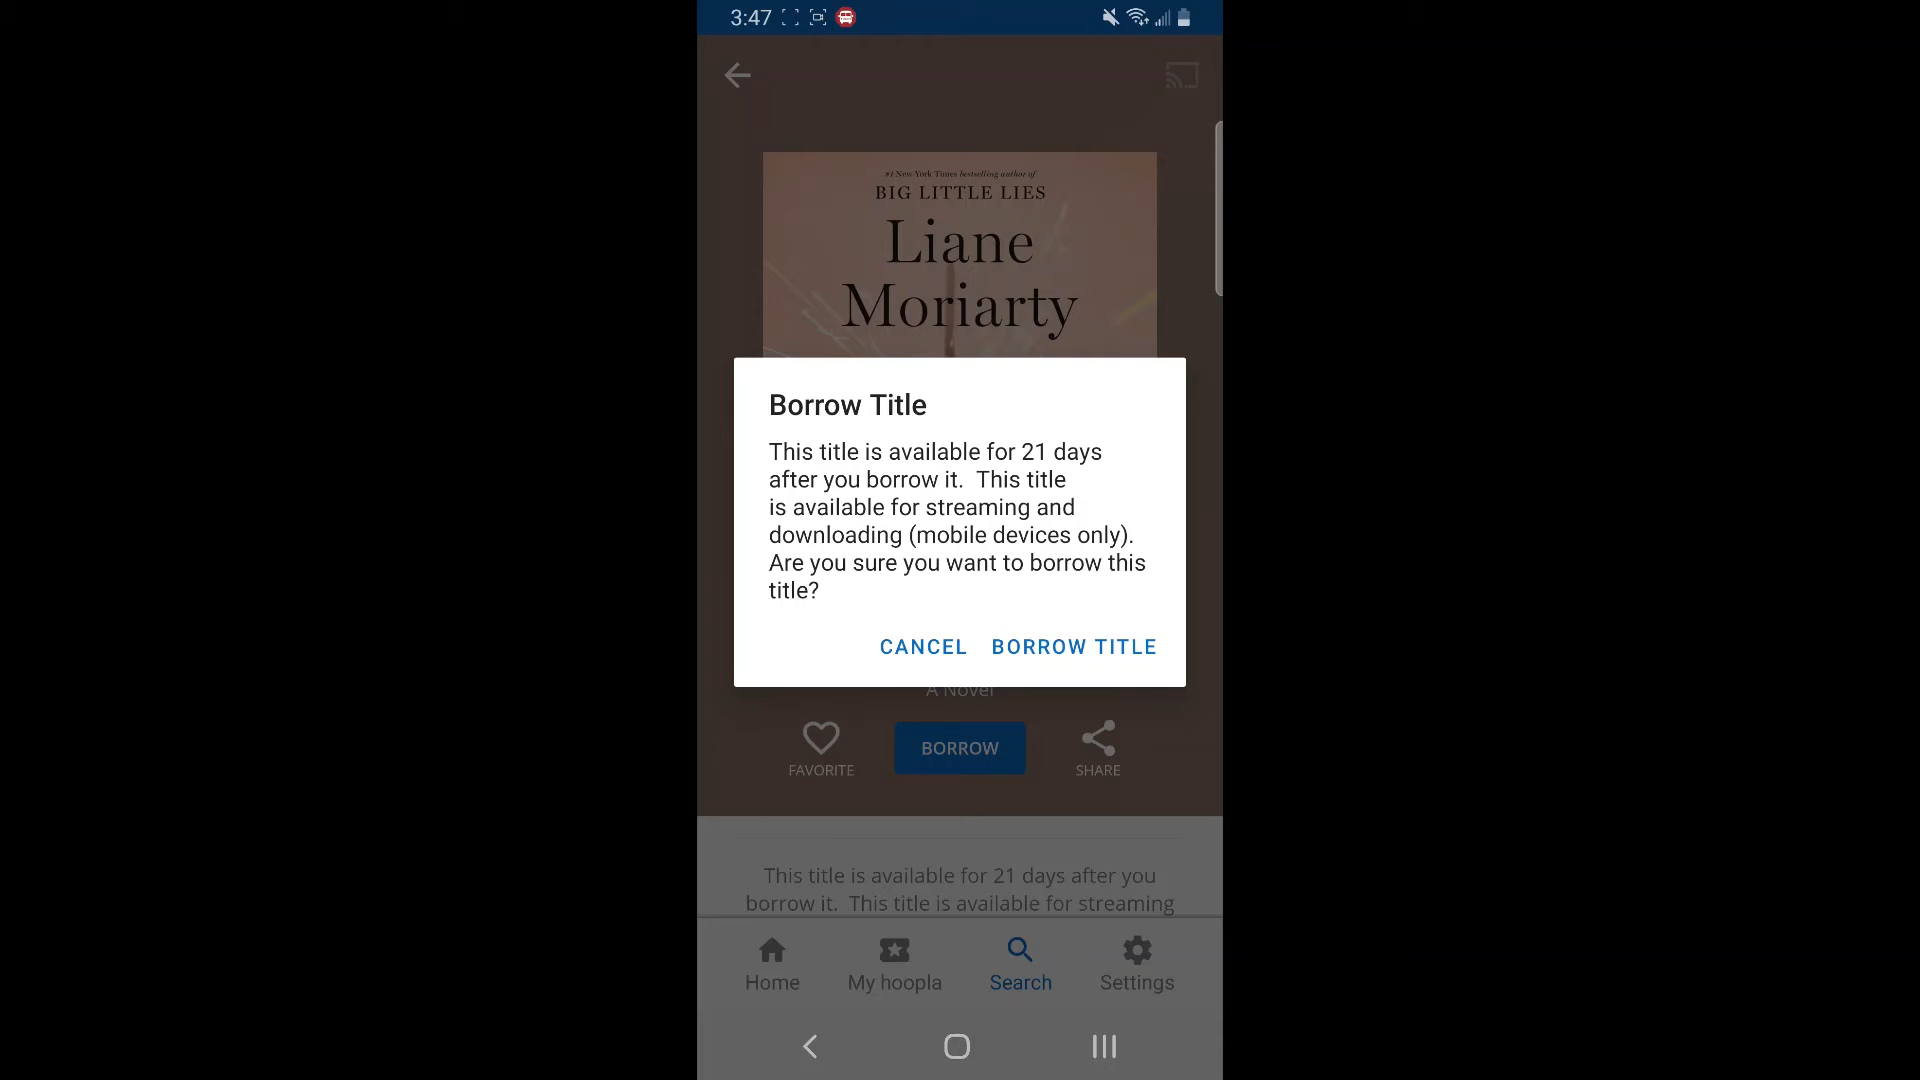 3:47
#1 New York Times bestselling author of
BIG LITTLE LIES
Liane
Moriarty
Borrow Title
This title is available for 21 days
after you borrow it.  This title
is available for streaming and
downloading (mobile devices only).
Are you sure you want to borrow this
title?
CANCEL BORROW TITLE
A Novel
FAVORITE BORROW SHARE
This title is available for 21 days after you
borrow it.  This title is available for streaming
Home My hoopla Search Settings